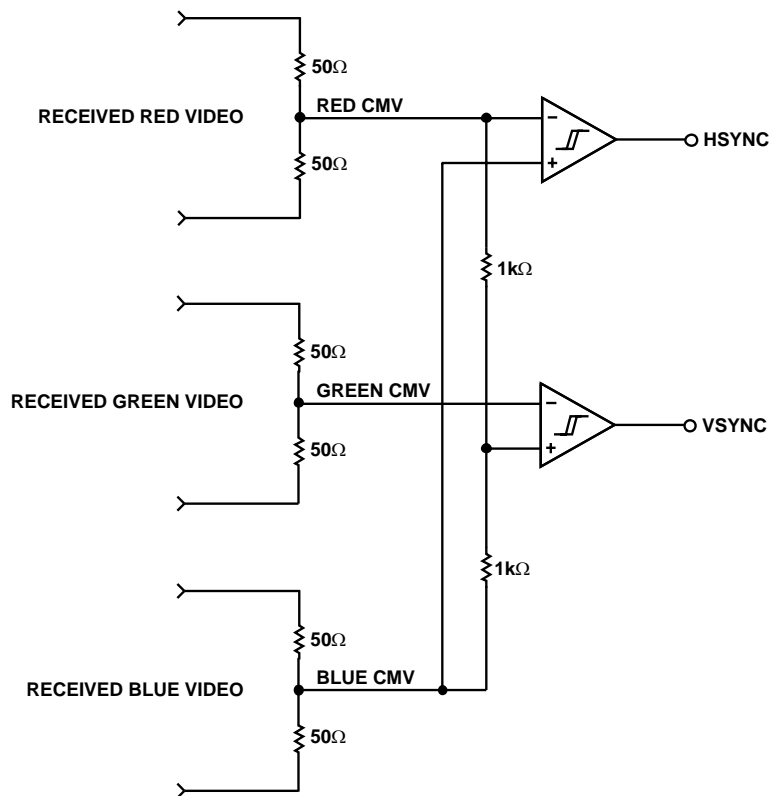 50Ω
RED CMV
RECEIVED RED VIDEO
−
HSYNC
50Ω
+
1kΩ
50Ω
GREEN CMV
RECEIVED GREEN VIDEO
−
VSYNC
50Ω
+
1kΩ
50Ω
BLUE CMV
RECEIVED BLUE VIDEO
50Ω